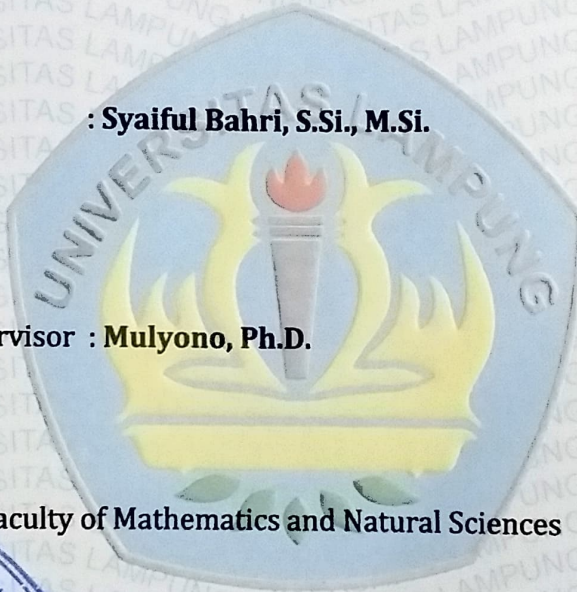 : Syaiful Bahri, S.Si., M.Si.
UNIVERSITAS LAMPUNG
rvisor : Mulyono, Ph.D.
aculty of Mathematics and Natural Sciences